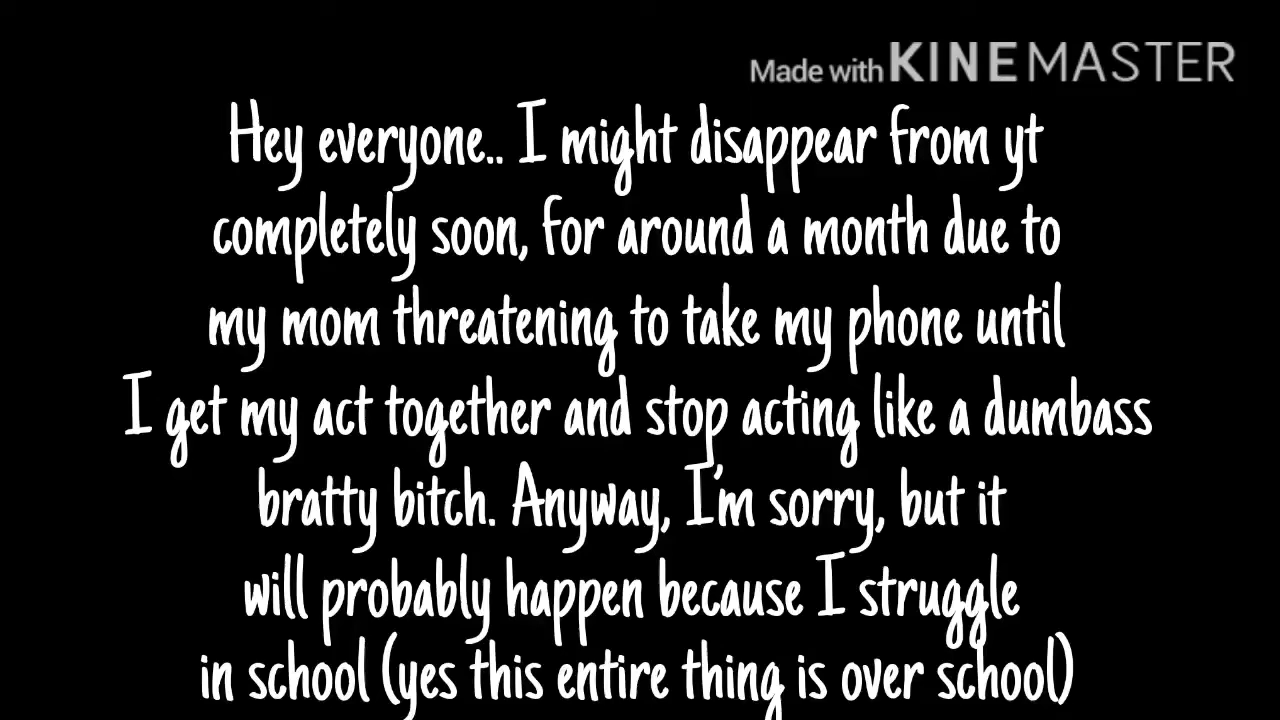 Made with KINEMASTER
Hey everyone.. I might disappear from yt
completely soon, for around a month due to
my mom threatening to take my phone until
I get my act together and stop acting like a dumbass
bratty bitch. Anyway, I'm sorry, but it
will probably happen because I struggle
in school (yes this entire thing is over school)